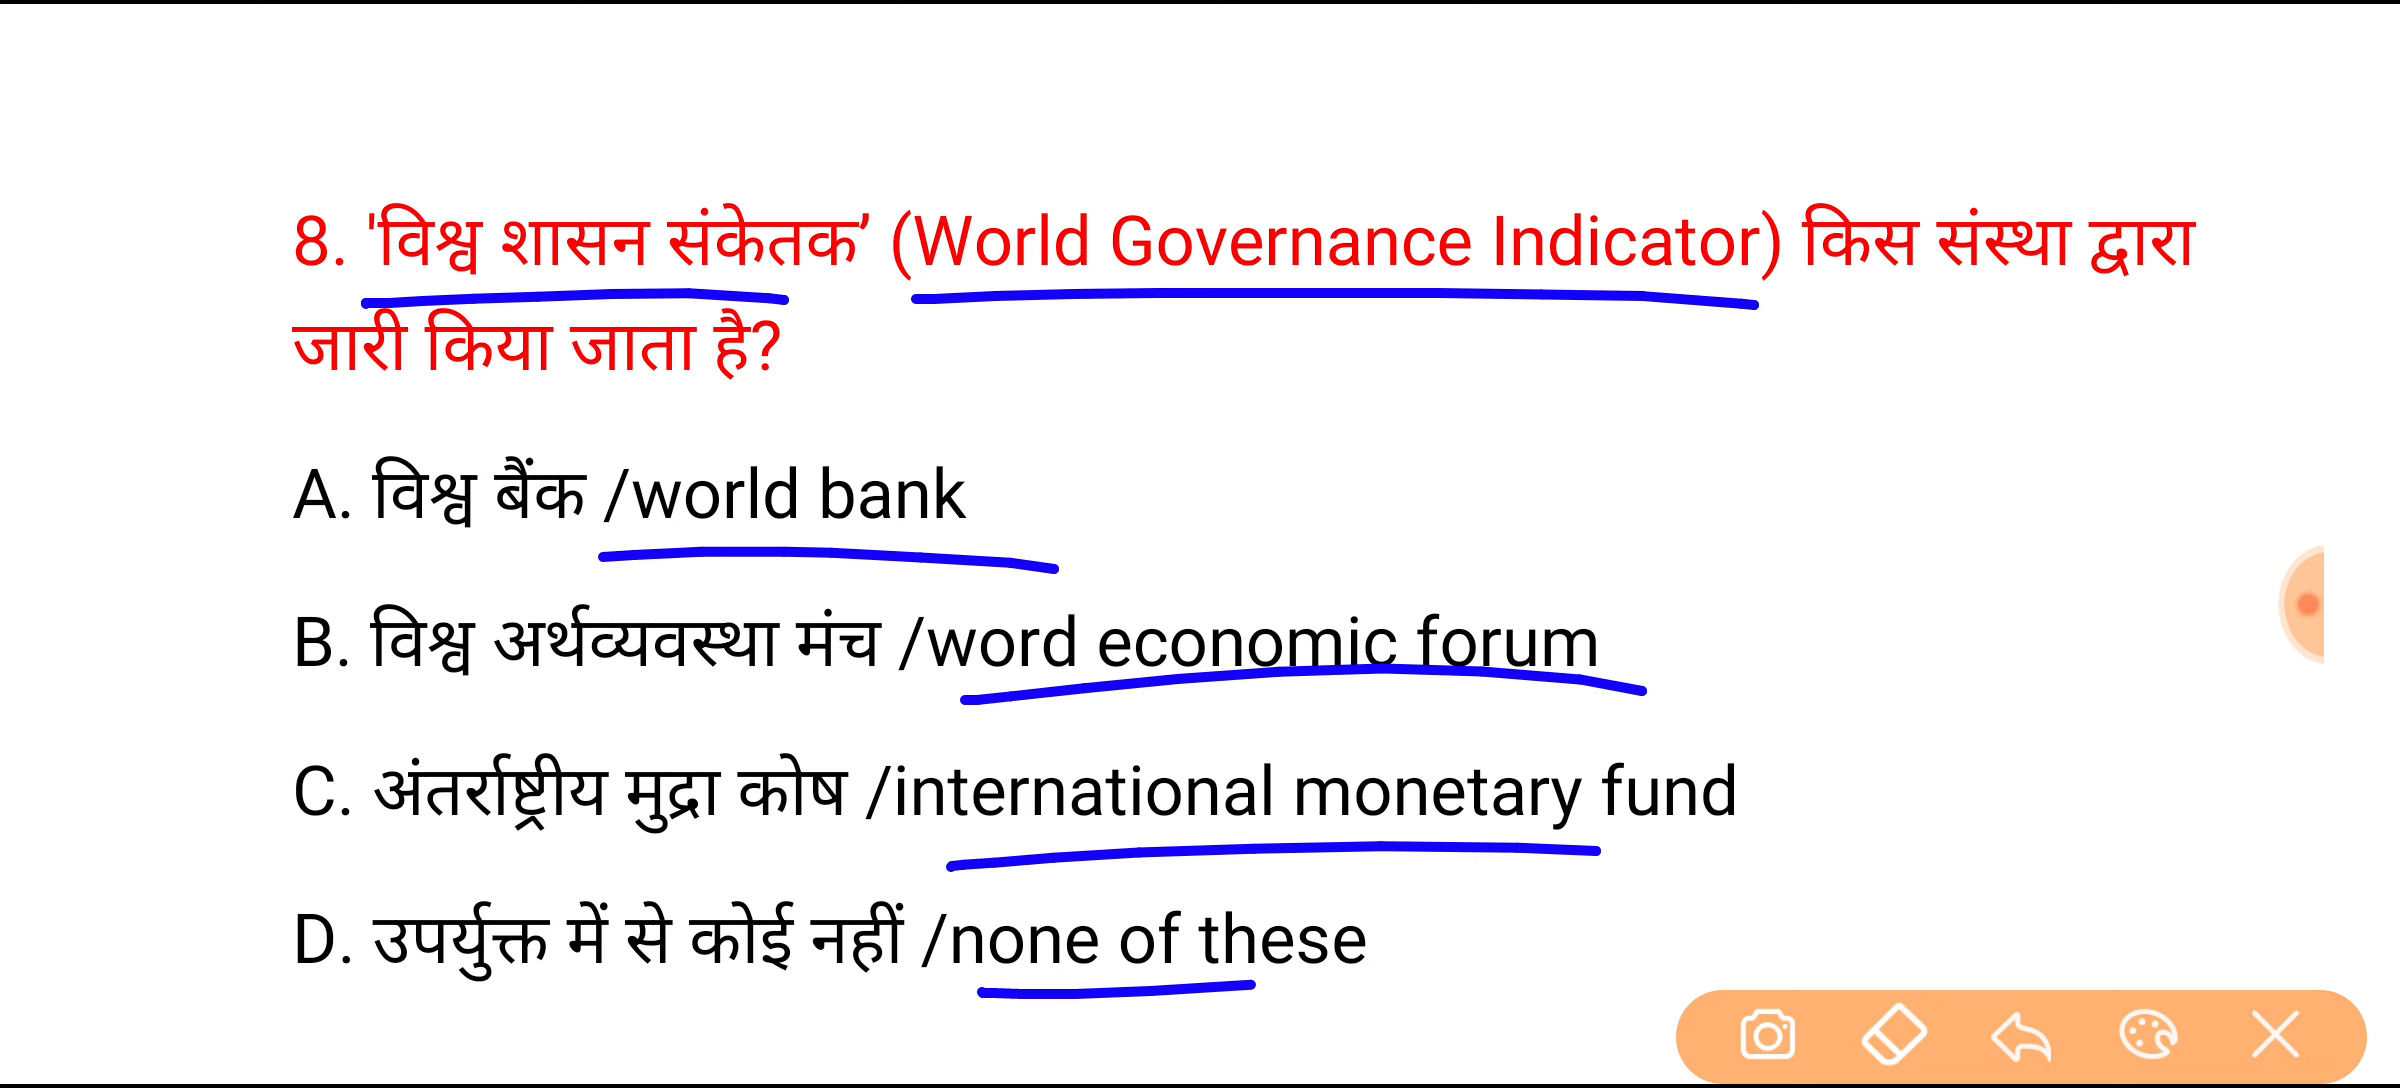 8. 'विश्व शासन संकेतक’ (World Governance Indicator) किस संस्था द्वारा
जारी किया जाता है?
A. विश्व बैंक /world bank
B. विश्व अर्थव्यवस्था मंच /word economic forum
C. अंतर्राष्ट्रीय मुद्रा कोष /international monetary fund
D. उपर्युक्त में से कोई नहीं /none of these